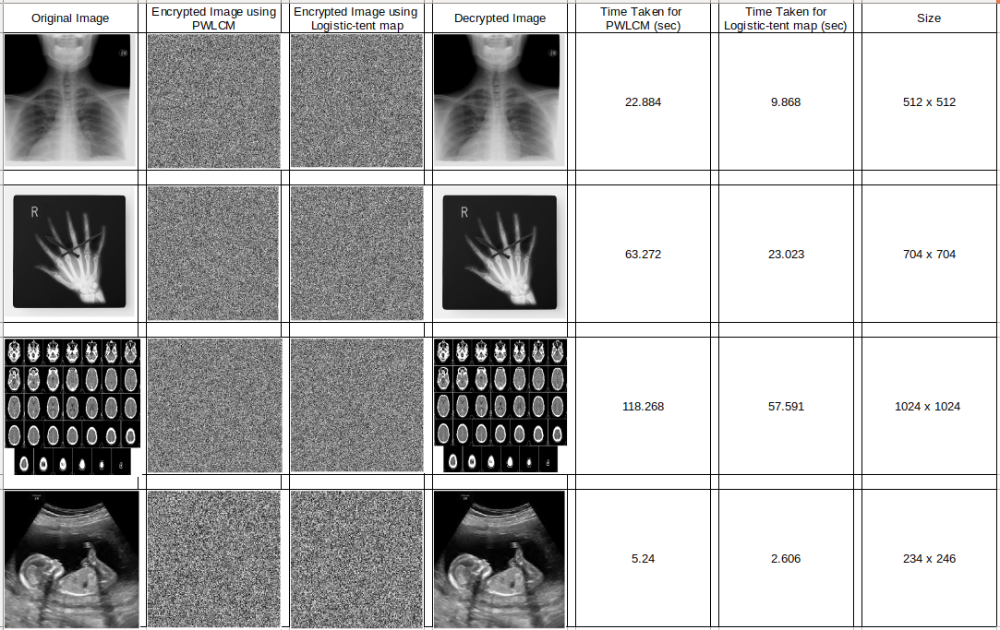 Original Image
Encrypted Image using
PWLCM
Encrypted Image using
Logistic-tent map
Decrypted Image
Time Taken for
PWLCM (sec)
Time Taken for
Logistic-tent map (sec)
Size
22.884
9.868
512 x 512
R
R
63.272
23.023
704 x 704
118.268
57.591
1024 x 1024
5.24
2.606
234 x 246